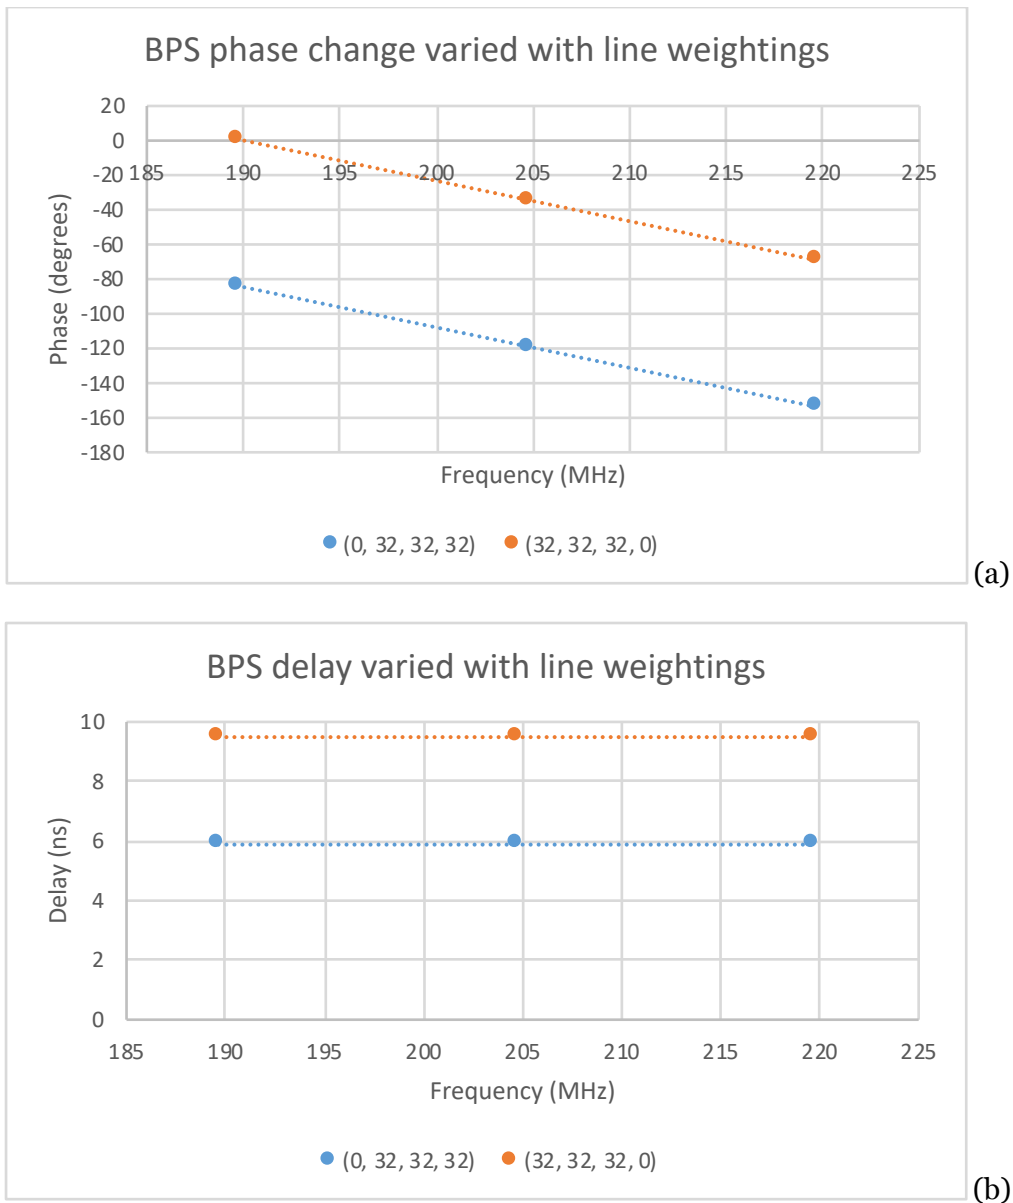 BPS phase change varied with line weightings
20
0
185 190 195 200 205 210 215 220 225
-20
-40
-60
-80
-100
-120
-140
-160
-180
Phase (degrees)
Frequency (MHz)
(0, 32, 32, 32) (32, 32, 32, 0)
(a)
BPS delay varied with line weightings
10
8
6
4
2
0
Delay (ns)
185 190 195 200 205 210 215 220 225
Frequency (MHz)
(0, 32, 32, 32) (32, 32, 32, 0)
(b)